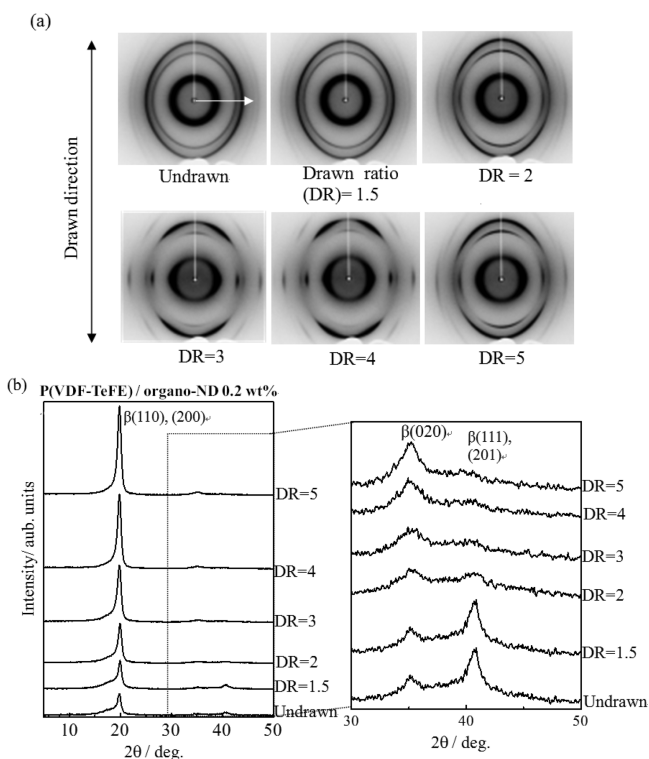 (a)
Drawn direction
Undrawn
Drawn ratio
(DR)= 1.5
DR = 2
DR=3
DR=4
DR=5
(b)
P(VDF-TeFE) / organo-ND 0.2 wt%
β(110), (200)
DR=5
DR=4
DR=3
DR=2
DR=1.5
Undrawn
Intensity/ aub. units
10 20 30 40 50
2θ / deg.
β(020)
β(111),
(201)
DR=5
DR=4
DR=3
DR=2
DR=1.5
Undrawn
30 40 50
2θ / deg.